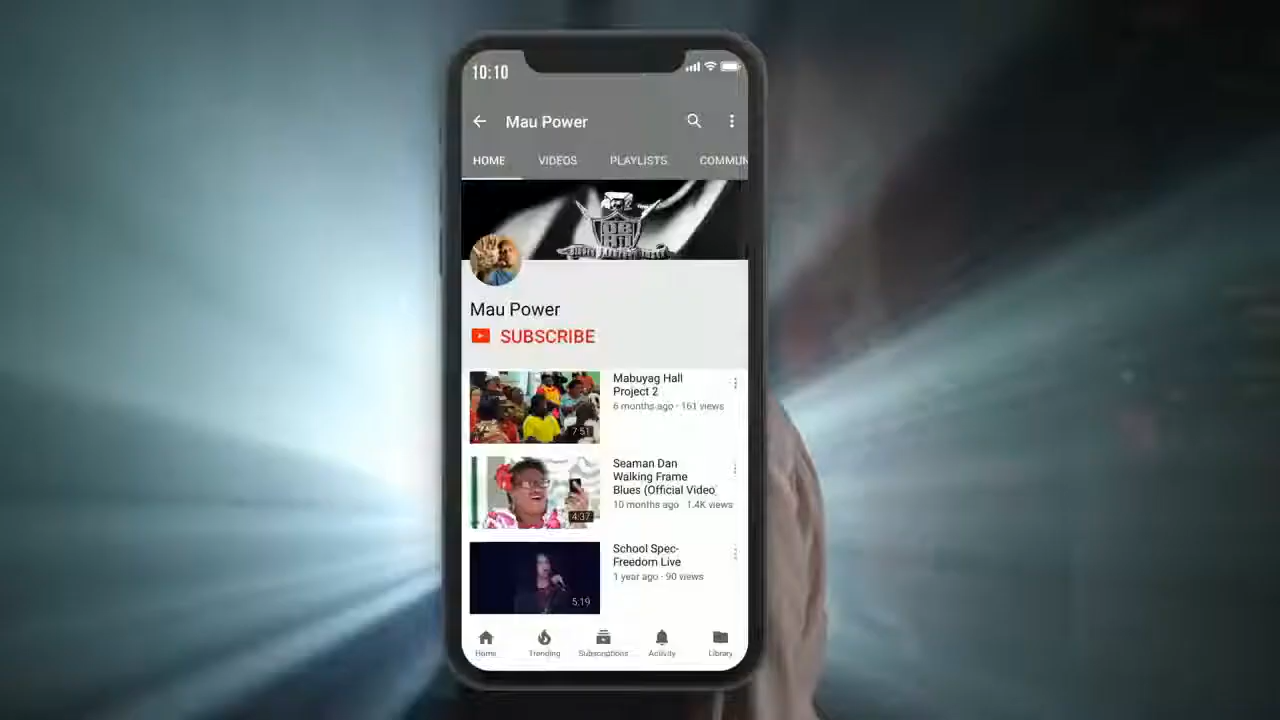 10:10
Mau Power
HOME VIDEOS PLAYLISTS COMMUN
Mau Power
SUBSCRIBE
Mabuyag Hall
Project 2
6 months ago · 161 views
7:51
Seaman Dan
Walking Frame
Blues (Official Video)
10 months ago · 1.4K views
4:37
School Spec-
Freedom Live
1 year ago · 90 views
5:19
Home Trending Subscriptions Activity Library